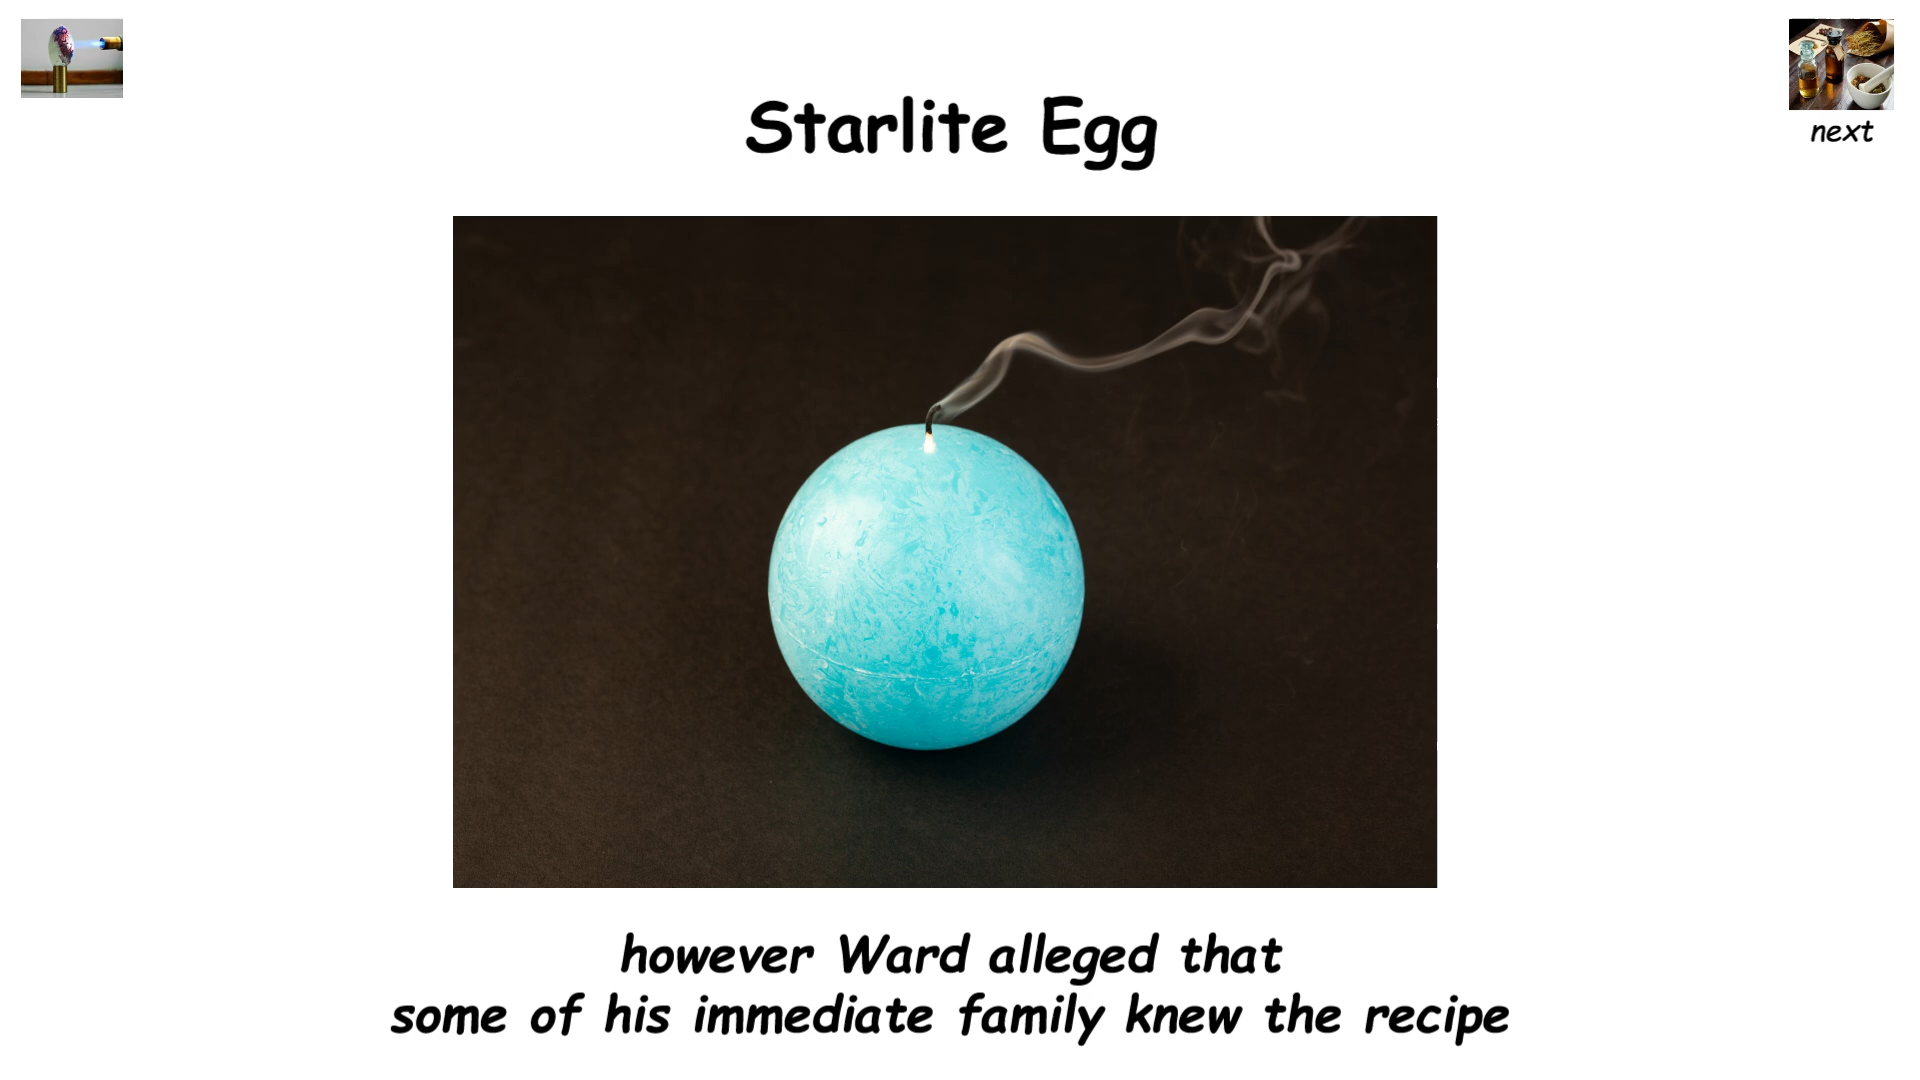 Starlite Egg
next
however Ward alleged that
some of his immediate family knew the recipe